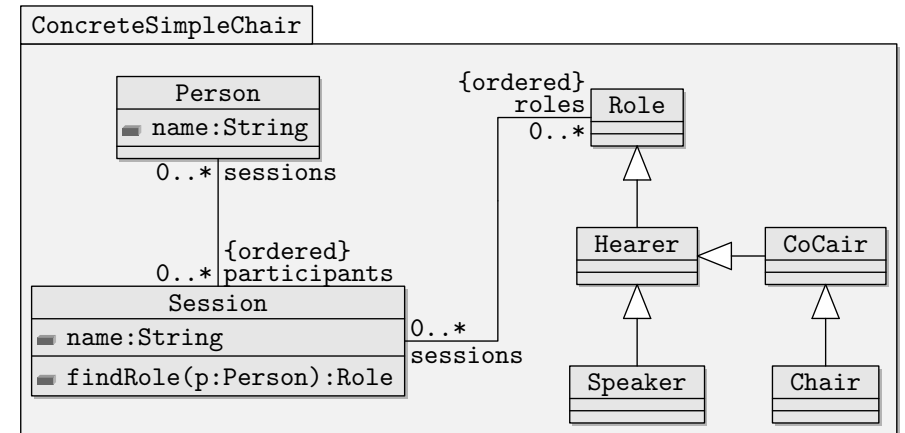 ConcreteSimpleChair
Person
name:String
0..* sessions
{ordered}
0..* participants
Session
name:String
findRole(p:Person):Role
0..*
sessions
{ordered}
roles
0..*
Role
Hearer
CoCair
Speaker
Chair